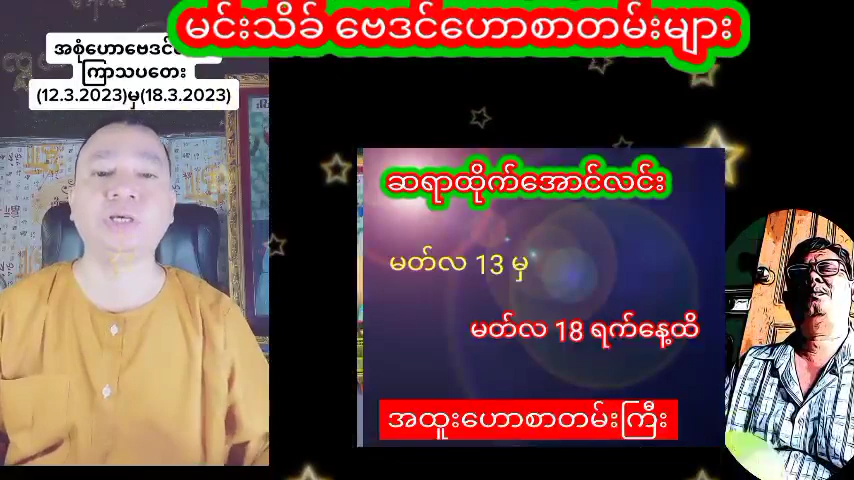 မင်းသိခ် ဗေဒင်ဟောစာတမ်းများ
အစုံဟောဗေဒင်
ကြာသပတေး
(12.3.2023)မှ(18.3.2023)
ဆရာထိုက်အောင်လင်း
မတ်လ 13 မှ
မတ်လ 18 ရက်နေ့ထိ
အထူးဟောစာတမ်းကြီး